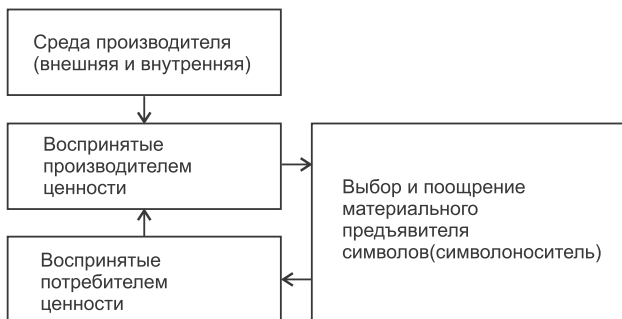 Среда производителя
(внешняя и внутренняя)
Воспринятые
производителем
ценности
Выбор и поощрение
материального
предъявителя
символов(символоноситель)
Воспринятые
потребителем
ценности